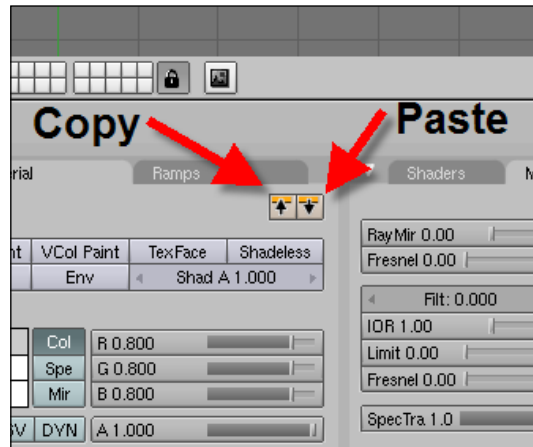 Copy
Paste
rial
Ramps
Shaders
M
nt
VCol Paint
TexFace
Shadeless
Env
Shad A 1.000
Col
R 0.800
Spe
G 0.800
Mir
B 0.800
SV
DYN
A 1.000
RayMir 0.00
Fresnel 0.00
Filt: 0.000
IOR 1.00
Limit 0.00
Fresnel 0.00
SpecTra 1.0